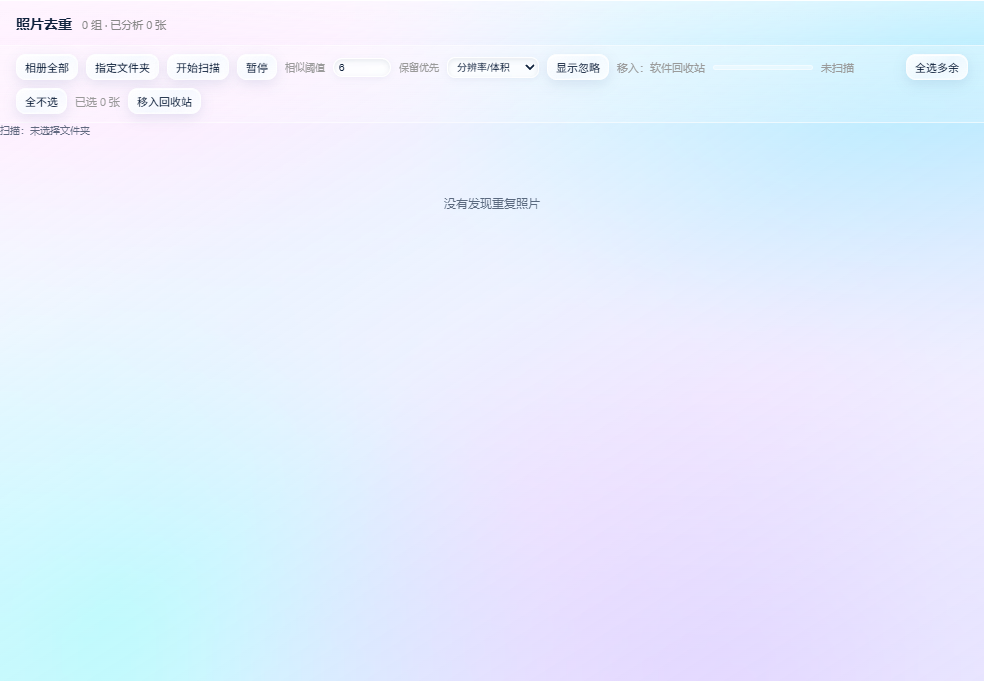 照片去重 0 组 · 已分析 0 张
相册全部 指定文件夹 开始扫描 暂停 相似阈值 6 保留优先 分辨率/体积 显示忽略 移入：软件回收站 未扫描 全选多余
全不选 已选 0 张 移入回收站
扫描：未选择文件夹
没有发现重复照片